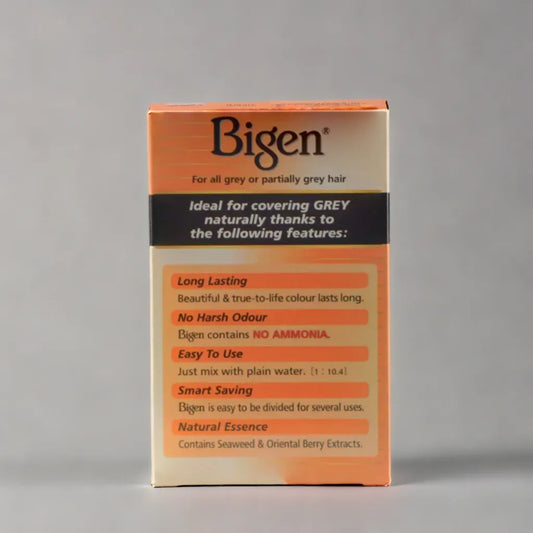 Bigen®
For all grey or partially grey hair
Ideal for covering GREY
naturally thanks to
the following features:
Long Lasting
Beautiful & true-to-life colour lasts long.
No Harsh Odour
Bigen contains NO AMMONIA.
Easy To Use
Just mix with plain water. [1 : 10.4]
Smart Saving
Bigen is easy to be divided for several uses.
Natural Essence
Contains Seaweed & Oriental Berry Extracts.